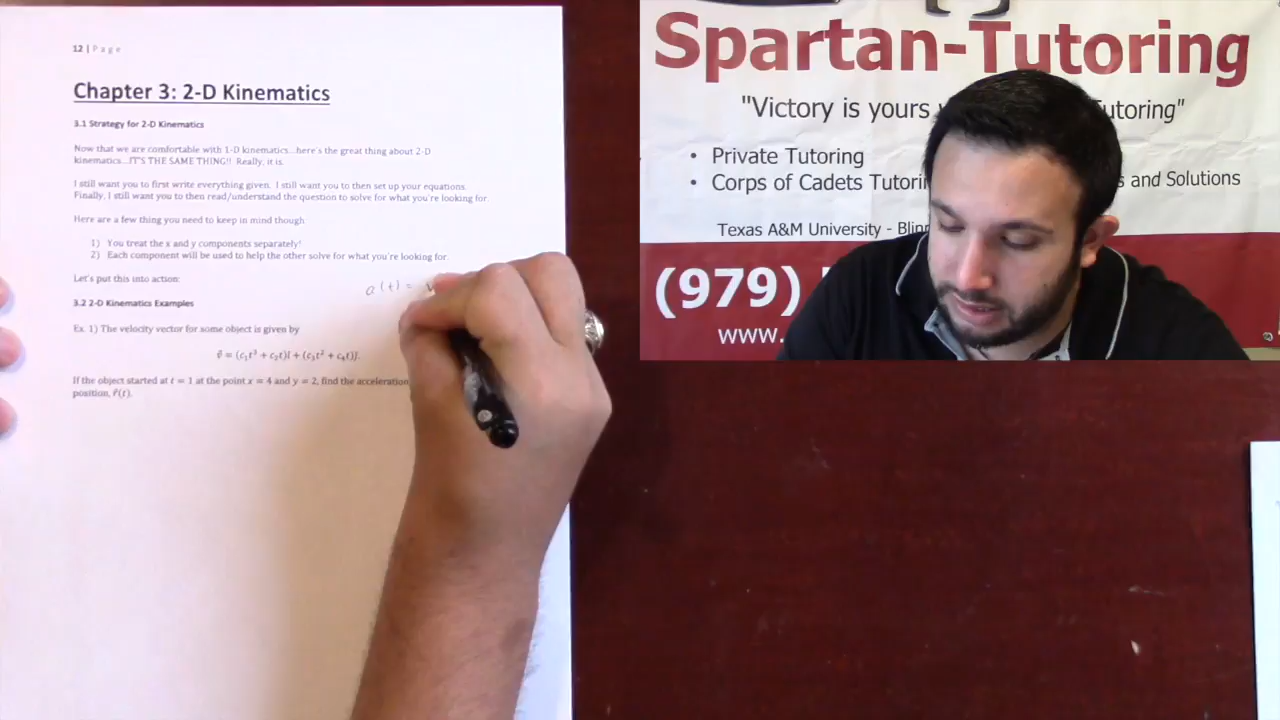 12 | Page
Chapter 3: 2-D Kinematics
3.1 Strategy for 2-D Kinematics
Now that we are comfortable with 1-D kinematics...here's the great thing about 2-D
kinematics...IT'S THE SAME THING!! Really, it is.
I still want you to first write everything given. I still want you to then set up your equations.
Finally, I still want you to then read/understand the question to solve for what you're looking for.
Here are a few thing you need to keep in mind though:
1) You treat the x and y components separately!
2) Each component will be used to help the other solve for what you're looking for.
Let's put this into action:
a(t) =
3.2 2-D Kinematics Examples
Ex. 1) The velocity vector for some object is given by
v⃗ = (c₁t³ + c₂t)î + (c₃t² + c₄t)ĵ.
If the object started at t = 1 at the point x = 4 and y = 2, find the acceleration
position, r⃗(t).
Spartan-Tutoring
"Victory is yours Tutoring"
• Private Tutoring
• Corps of Cadets and Solutions
Texas A&M University -
(979)
www.